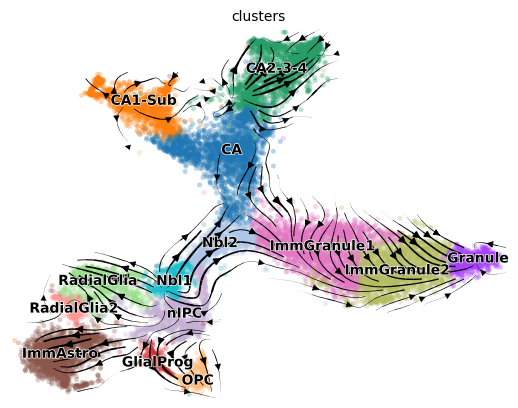 clusters
CA2-3-4
CA1-Sub
CA
Nbl2
ImmGranule1
Granule
ImmGranule2
RadialGlia
Nbl1
RadialGlia2
nIPC
ImmAstro
GlialProg
OPC